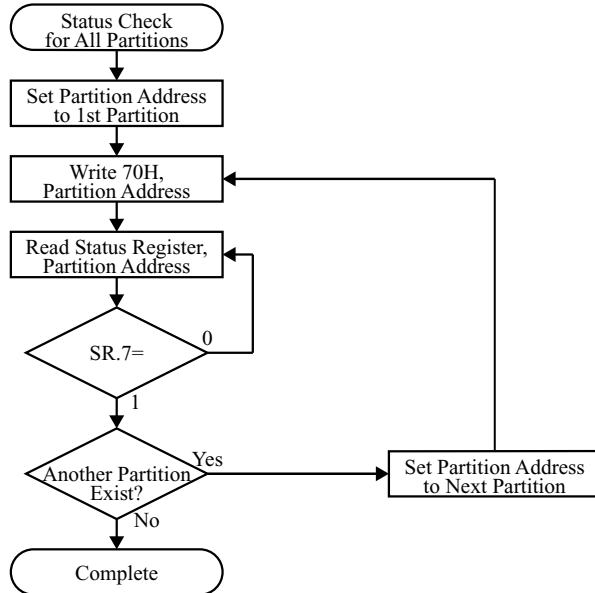 Status Check
for All Partitions
Set Partition Address
to 1st Partition
Write 70H,
Partition Address
Read Status Register,
Partition Address
SR.7=
0
1
Another Partition
Exist?
Yes
Set Partition Address
to Next Partition
No
Complete